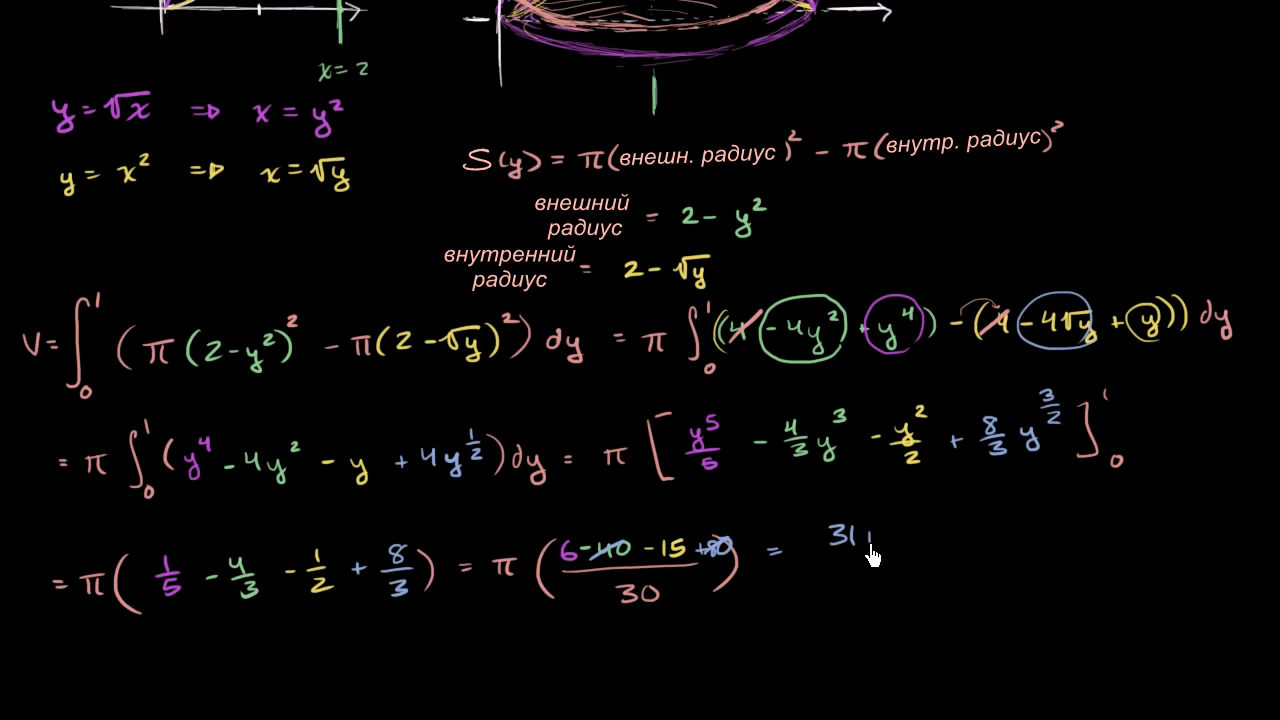 x = 2
y = √x ⇒ x = y²
y = x² ⇒ x = √y
S(y) = π(внешн. радиус)² − π(внутр. радиус)²
внешний радиус = 2 − y²
внутренний радиус = 2 − √y
V = ∫₀¹ (π(2−y²)² − π(2−√y)²) dy = π ∫₀¹ ((4 −4y² + y⁴) − (4 −4√y + y)) dy
= π ∫₀¹ (y⁴ − 4y² − y + 4y^(1/2)) dy = π [y⁵/5 − 4/3 y³ − y²/2 + 8/3 y^(3/2)]₀¹
= π(1/5 − 4/3 − 1/2 + 8/3) = π((6 −40 −15 +80)/30) = 31